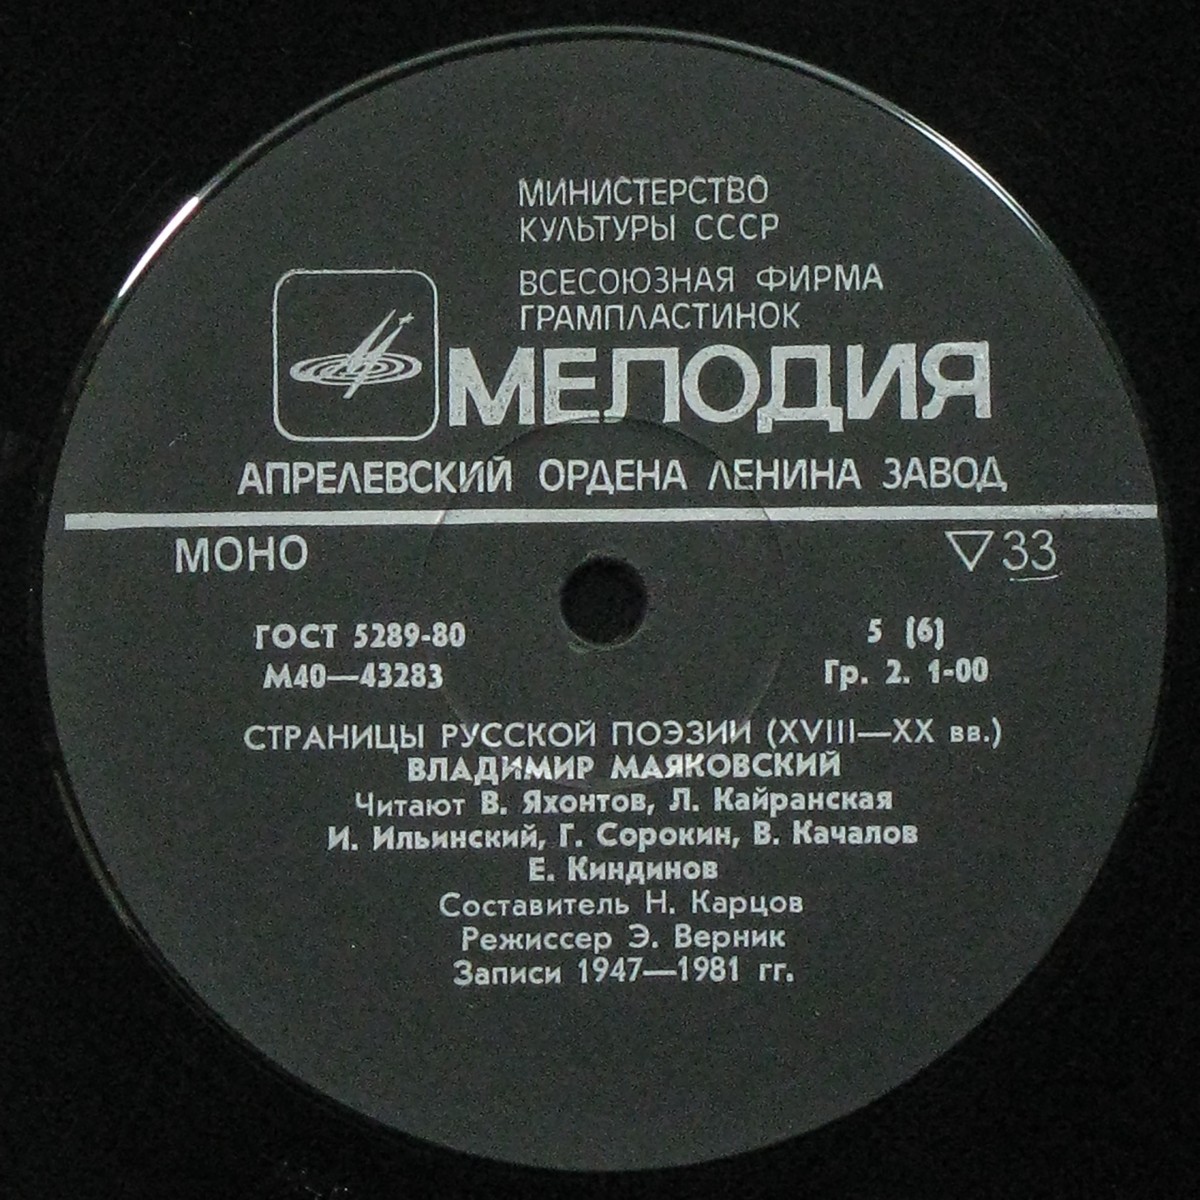 МИНИСТЕРСТВО
КУЛЬТУРЫ СССР
ВСЕСОЮЗНАЯ ФИРМА
ГРАМПЛАСТИНОК
МЕЛОДИЯ
АПРЕЛЕВСКИЙ ОРДЕНА ЛЕНИНА ЗАВОД
МОНО ▽33
ГОСТ 5289-80 5 (6)
М40—43283 Гр. 2. 1-00
СТРАНИЦЫ РУССКОЙ ПОЭЗИИ (XVIII—XX вв.)
ВЛАДИМИР МАЯКОВСКИЙ
Читают В. Яхонтов, Л. Кайранская
И. Ильинский, Г. Сорокин, В. Качалов
Е. Киндинов
Составитель Н. Карцов
Режиссер Э. Верник
Записи 1947—1981 гг.